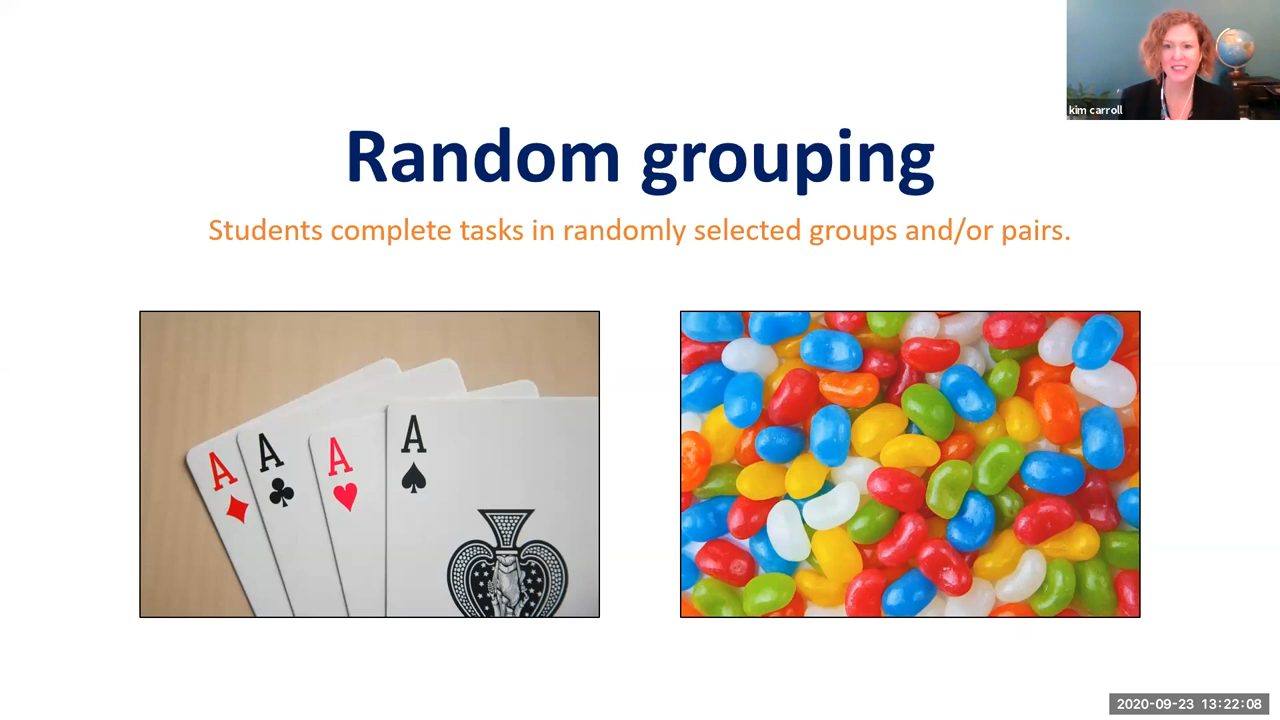 kim carroll
Random grouping
Students complete tasks in randomly selected groups and/or pairs.
A A A A
2020-09-23 13:22:08